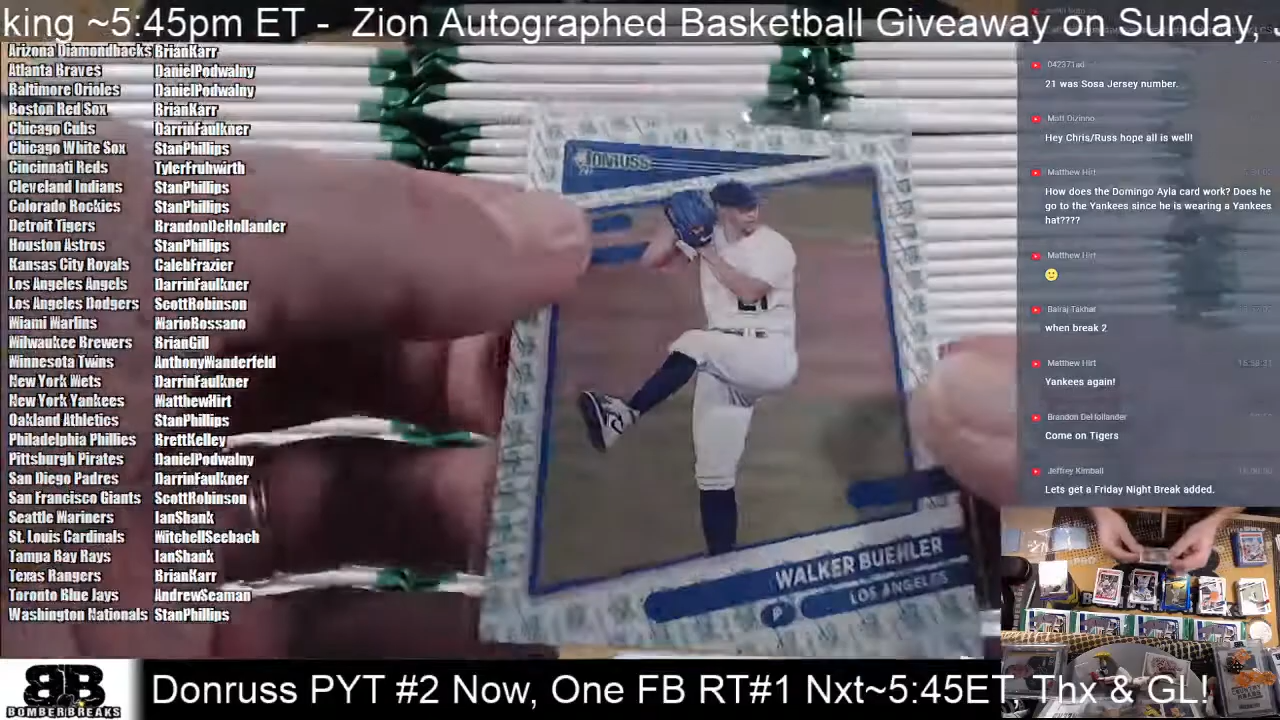 king ~5:45pm ET - Zion Autographed Basketball Giveaway on Sunday, J
Arizona Diamondbacks BrianKarr
Atlanta Braves DanielPodwalny
Baltimore Orioles DanielPodwalny
Boston Red Sox BrianKarr
Chicago Cubs DarrinFaulkner
Chicago White Sox StanPhillips
Cincinnati Reds TylerFruhwirth
Cleveland Indians StanPhillips
Colorado Rockies StanPhillips
Detroit Tigers BrandonDeHollander
Houston Astros StanPhillips
Kansas City Royals CalebFrazier
Los Angeles Angels DarrinFaulkner
Los Angeles Dodgers ScottRobinson
Miami Marlins MarioRossano
Milwaukee Brewers BrianGill
Minnesota Twins AnthonyWanderfeld
New York Mets DarrinFaulkner
New York Yankees MatthewHirt
Oakland Athletics StanPhillips
Philadelphia Phillies BrettKelley
Pittsburgh Pirates DanielPodwalny
San Diego Padres DarrinFaulkner
San Francisco Giants ScottRobinson
Seattle Mariners IanShank
St. Louis Cardinals MitchellSeebach
Tampa Bay Rays IanShank
Texas Rangers BrianKarr
Toronto Blue Jays AndrewSeaman
Washington Nationals StanPhillips
DONRUSS
21
WALKER BUEHLER
P LOS ANGELES
042371ad
21 was Sosa Jersey number.
Matt Dizinno
Hey Chris/Russ hope all is well!
Matthew Hirt
How does the Domingo Ayla card work? Does he
go to the Yankees since he is wearing a Yankees
hat????
Matthew Hirt
Balraj Takhar
when break 2
Matthew Hirt
Yankees again!
Brandon DeHollander
Come on Tigers
Jeffrey Kimball
Lets get a Friday Night Break added.
BB
BOMBERBREAKS
Donruss PYT #2 Now, One FB RT#1 Nxt~5:45ET Thx & GL!